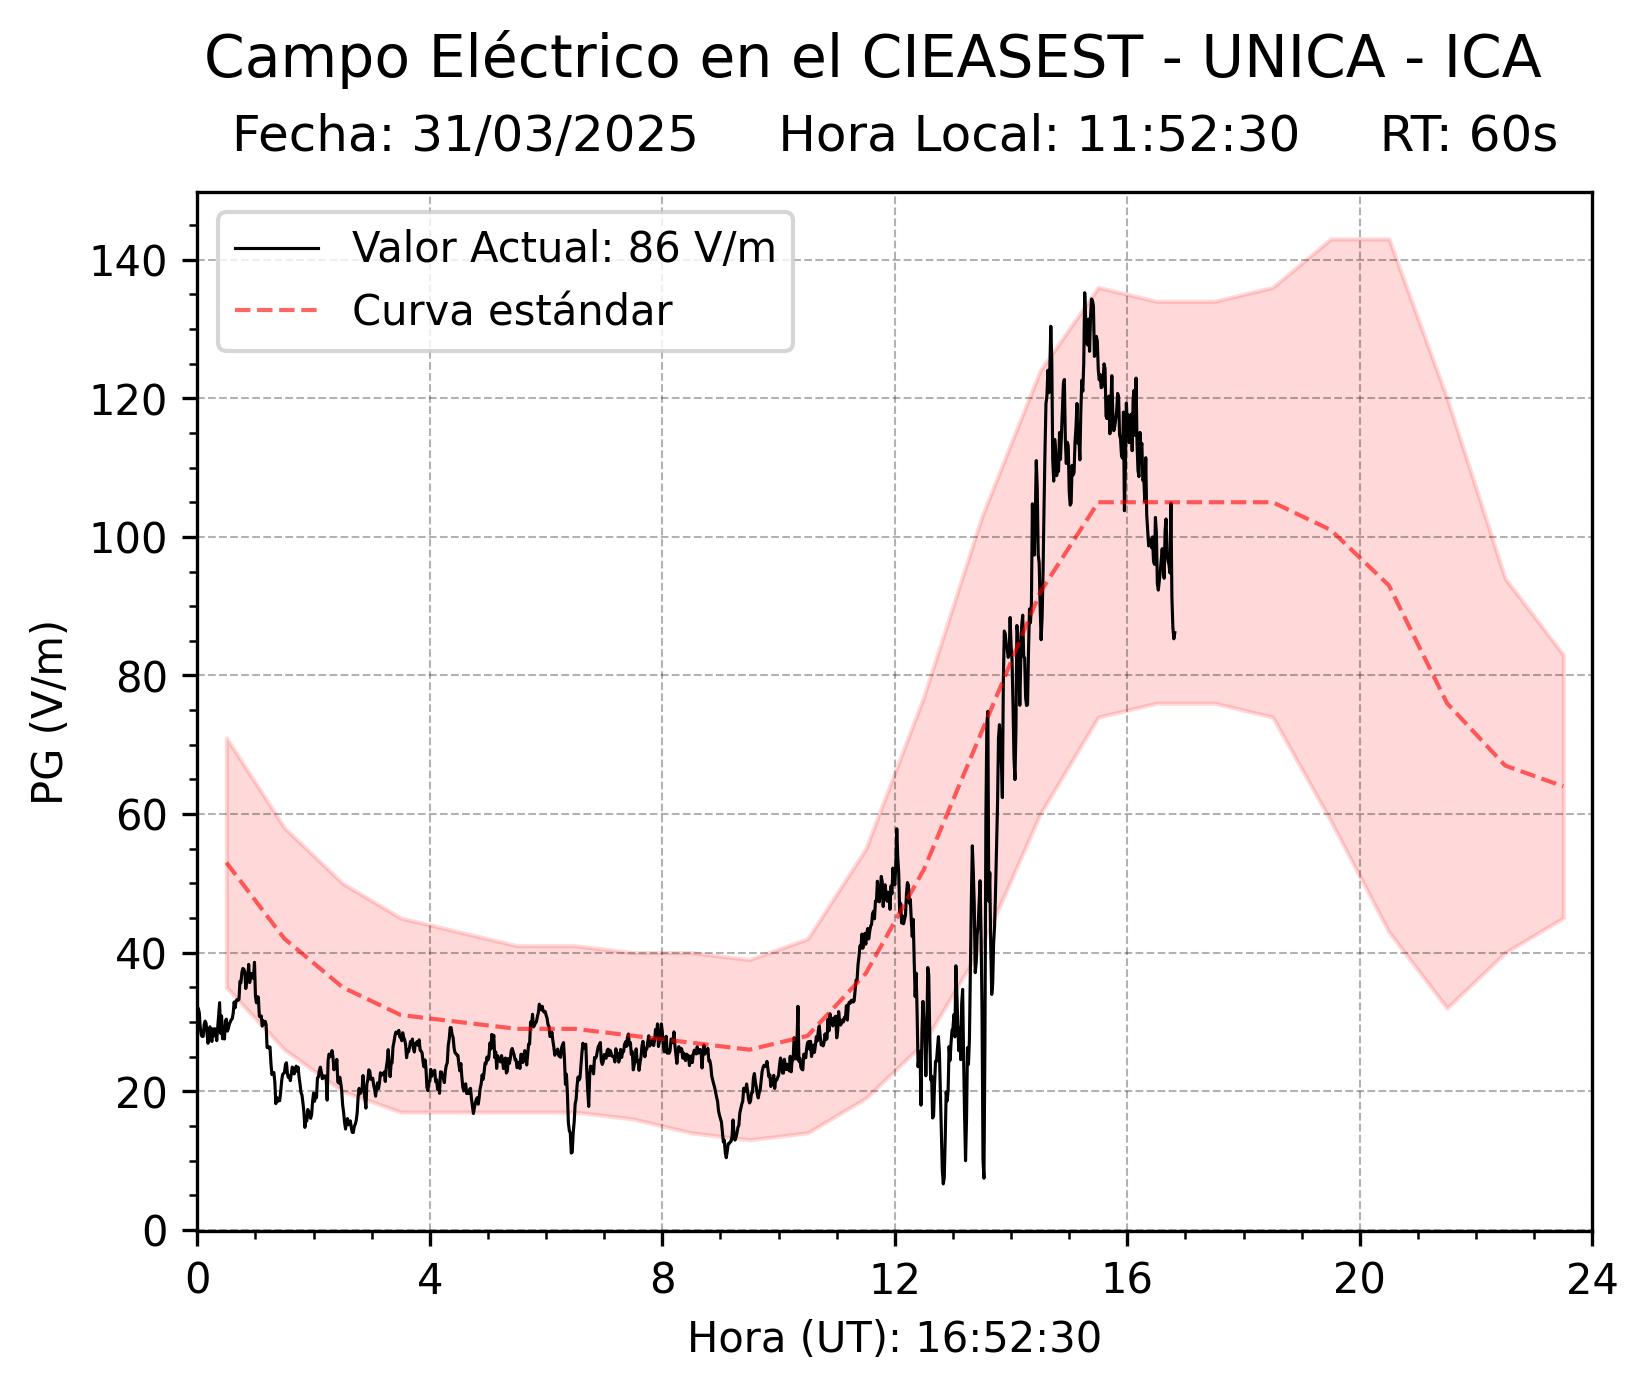 Campo Eléctrico en el CIEASEST - UNICA - ICA
Fecha: 31/03/2025 Hora Local: 11:52:30 RT: 60s
Valor Actual: 86 V/m
Curva estándar
140
120
100
80
60
40
20
0
PG (V/m)
0 4 8 12 16 20 24
Hora (UT): 16:52:30